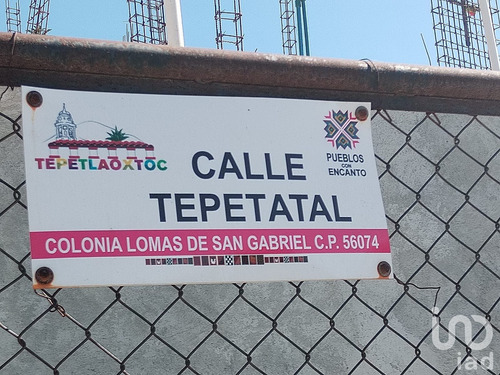 TEPETLAOXTOC
PUEBLOS
CON
ENCANTO
CALLE
TEPETATAL
COLONIA LOMAS DE SAN GABRIEL C.P. 56074
iad